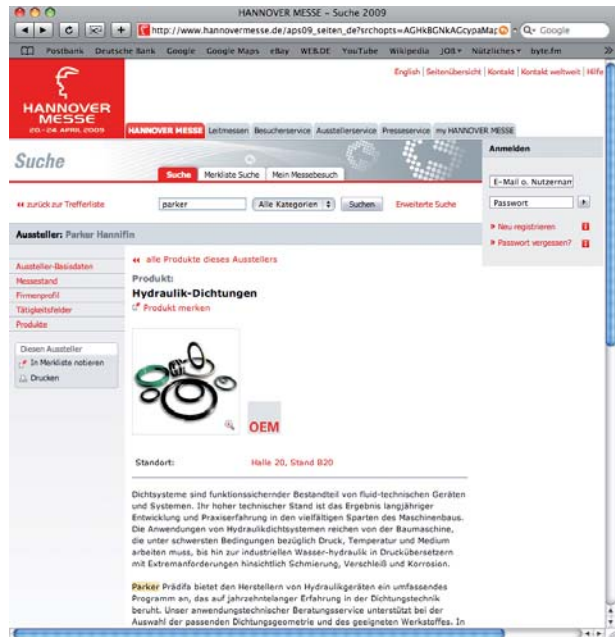 HANNOVER MESSE – Suche 2009
http://www.hannovermesse.de/aps09_seiten_de?srchopts=AGHkBGNkAGcypaMap
Google
Postbank Deutsche Bank Google Google Maps eBay WEB.DE YouTube Wikipedia JOB Nützliches byte.fm
English | Seitenübersicht | Kontakt | Kontakt weltweit | Hilfe
HANNOVER
MESSE
20.–24. APRIL 2009
HANNOVER MESSE Leitmessen Besucherservice Ausstellerservice Presseservice my HANNOVER MESSE
Suche
Suche Merkliste Suche Mein Messebesuch
Anmelden
E-Mail o. Nutzernam
Passwort
Neu registrieren
Passwort vergessen?
zurück zur Trefferliste
parker
Alle Kategorien
Suchen
Erweiterte Suche
Aussteller: Parker Hannifin
Aussteller-Basisdaten
Messestand
Firmenprofil
Tätigkeitsfelder
Produkte
Diesen Aussteller
In Merkliste notieren
Drucken
alle Produkte dieses Ausstellers
Produkt:
Hydraulik-Dichtungen
Produkt merken
OEM
Standort: Halle 20, Stand B20
Dichtsysteme sind funktionssichernder Bestandteil von fluid-technischen Geräten
und Systemen. Ihr hoher technischer Stand ist das Ergebnis langjähriger
Entwicklung und Praxiserfahrung in den vielfältigen Sparten des Maschinenbaus.
Die Anwendungen von Hydraulikdichtsystemen reichen von der Baumaschine,
die unter schwersten Bedingungen bezüglich Druck, Temperatur und Medium
arbeiten muss, bis hin zur industriellen Wasser-hydraulik in Druckübersetzern
mit Extremanforderungen hinsichtlich Schmierung, Verschleiß und Korrosion.
Parker Prädifa bietet den Herstellern von Hydraulikgeräten ein umfassendes
Programm an, das auf jahrzehntelanger Erfahrung in der Dichtungstechnik
beruht. Unser anwendungstechnischer Beratungsservice unterstützt bei der
Auswahl der passenden Dichtungsgeometrie und des geeigneten Werkstoffes. In